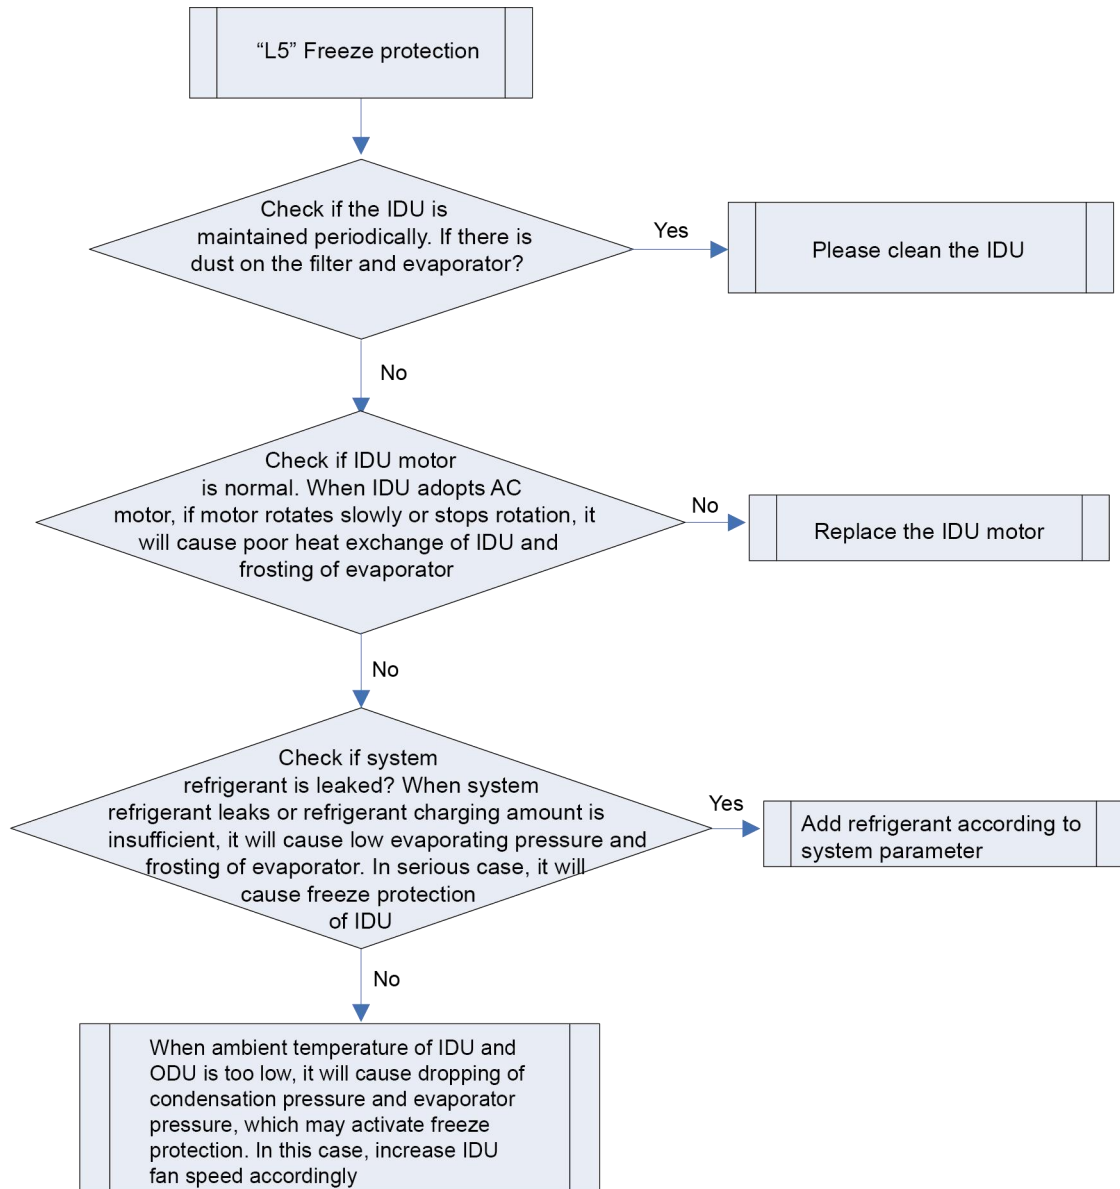 “L5” Freeze protection
Check if the IDU is
maintained periodically. If there is
dust on the filter and evaporator?
Yes
Please clean the IDU
No
Check if IDU motor
is normal. When IDU adopts AC
motor, if motor rotates slowly or stops rotation, it
will cause poor heat exchange of IDU and
frosting of evaporator
No
Replace the IDU motor
No
Check if system
refrigerant is leaked? When system
refrigerant leaks or refrigerant charging amount is
insufficient, it will cause low evaporating pressure and
frosting of evaporator. In serious case, it will
cause freeze protection
of IDU
Yes
Add refrigerant according to
system parameter
No
When ambient temperature of IDU and
ODU is too low, it will cause dropping of
condensation pressure and evaporator
pressure, which may activate freeze
protection. In this case, increase IDU
fan speed accordingly